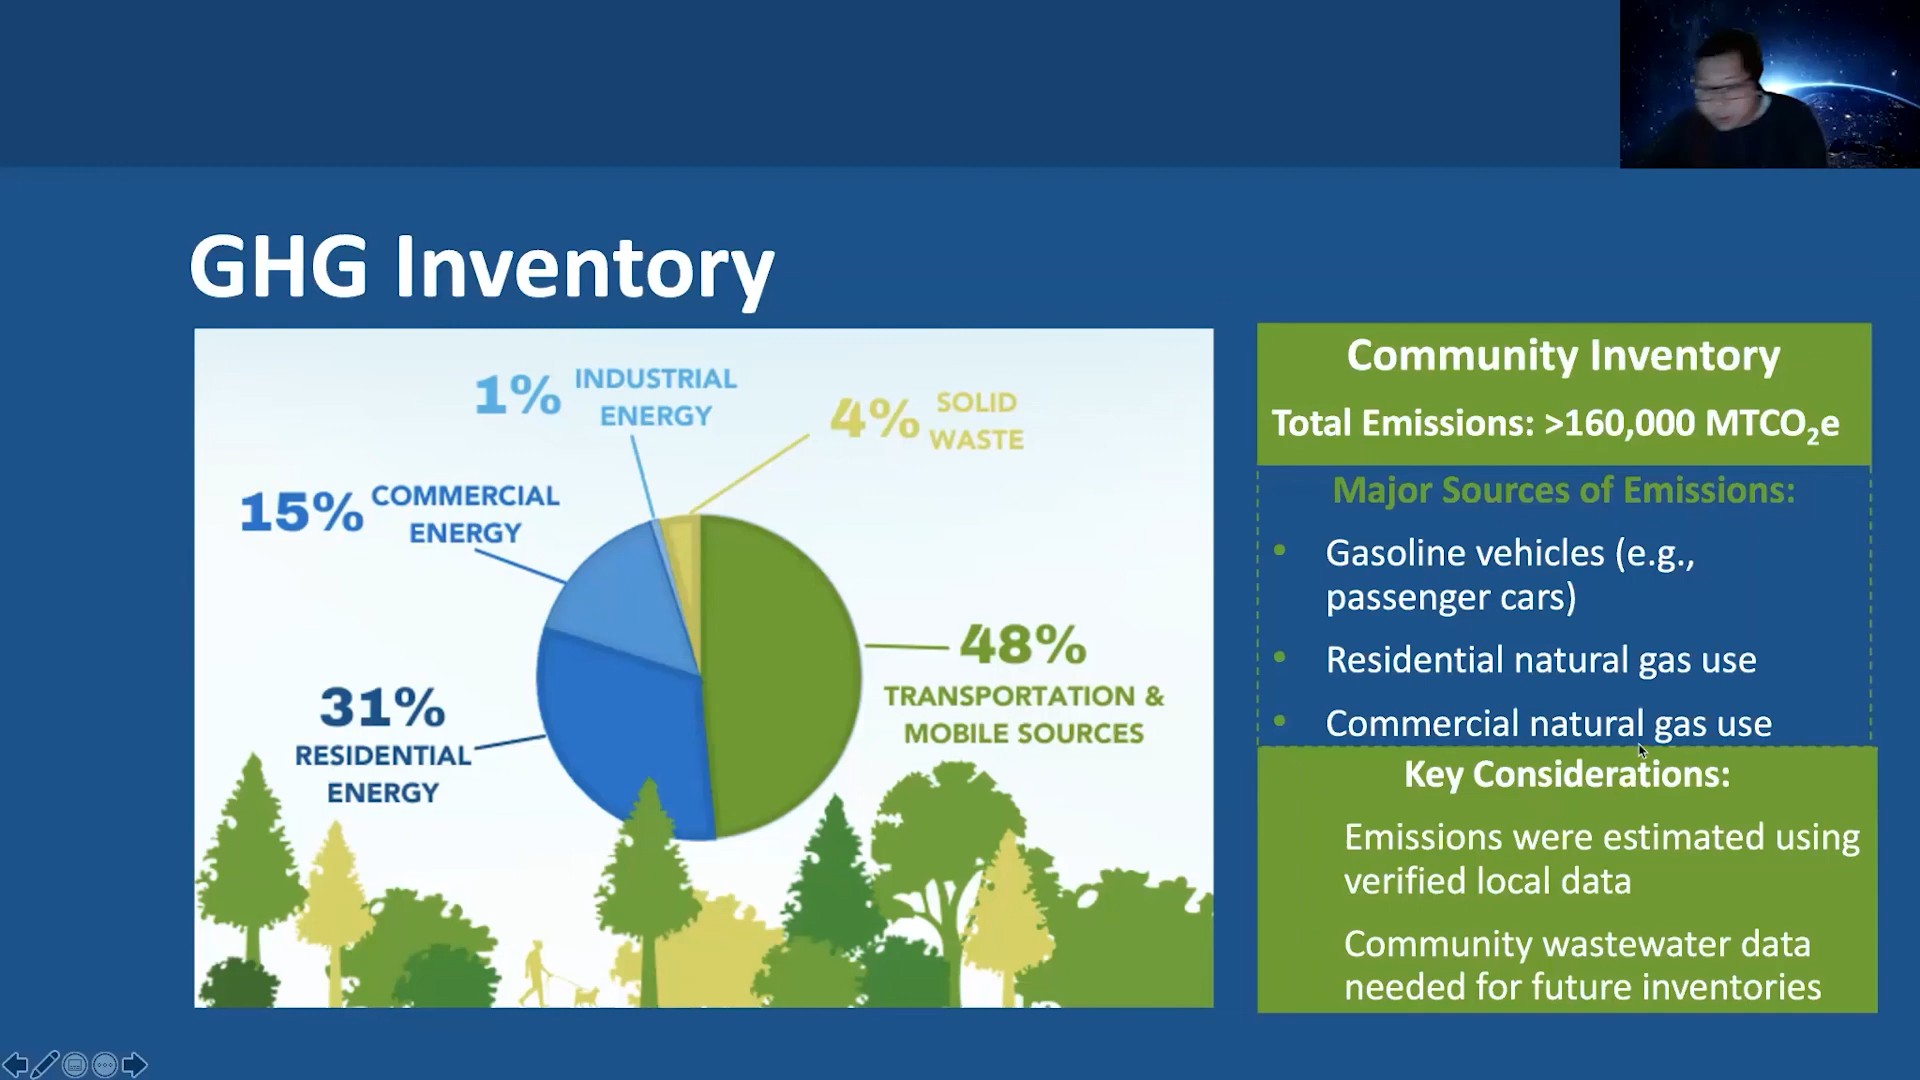 GHG Inventory
1% INDUSTRIAL
ENERGY
4% SOLID
WASTE
15% COMMERCIAL
ENERGY
48%
TRANSPORTATION &
MOBILE SOURCES
31%
RESIDENTIAL
ENERGY
Community Inventory
Total Emissions: >160,000 MTCO₂e
Major Sources of Emissions:
• Gasoline vehicles (e.g.,
passenger cars)
• Residential natural gas use
• Commercial natural gas use
Key Considerations:
Emissions were estimated using
verified local data
Community wastewater data
needed for future inventories